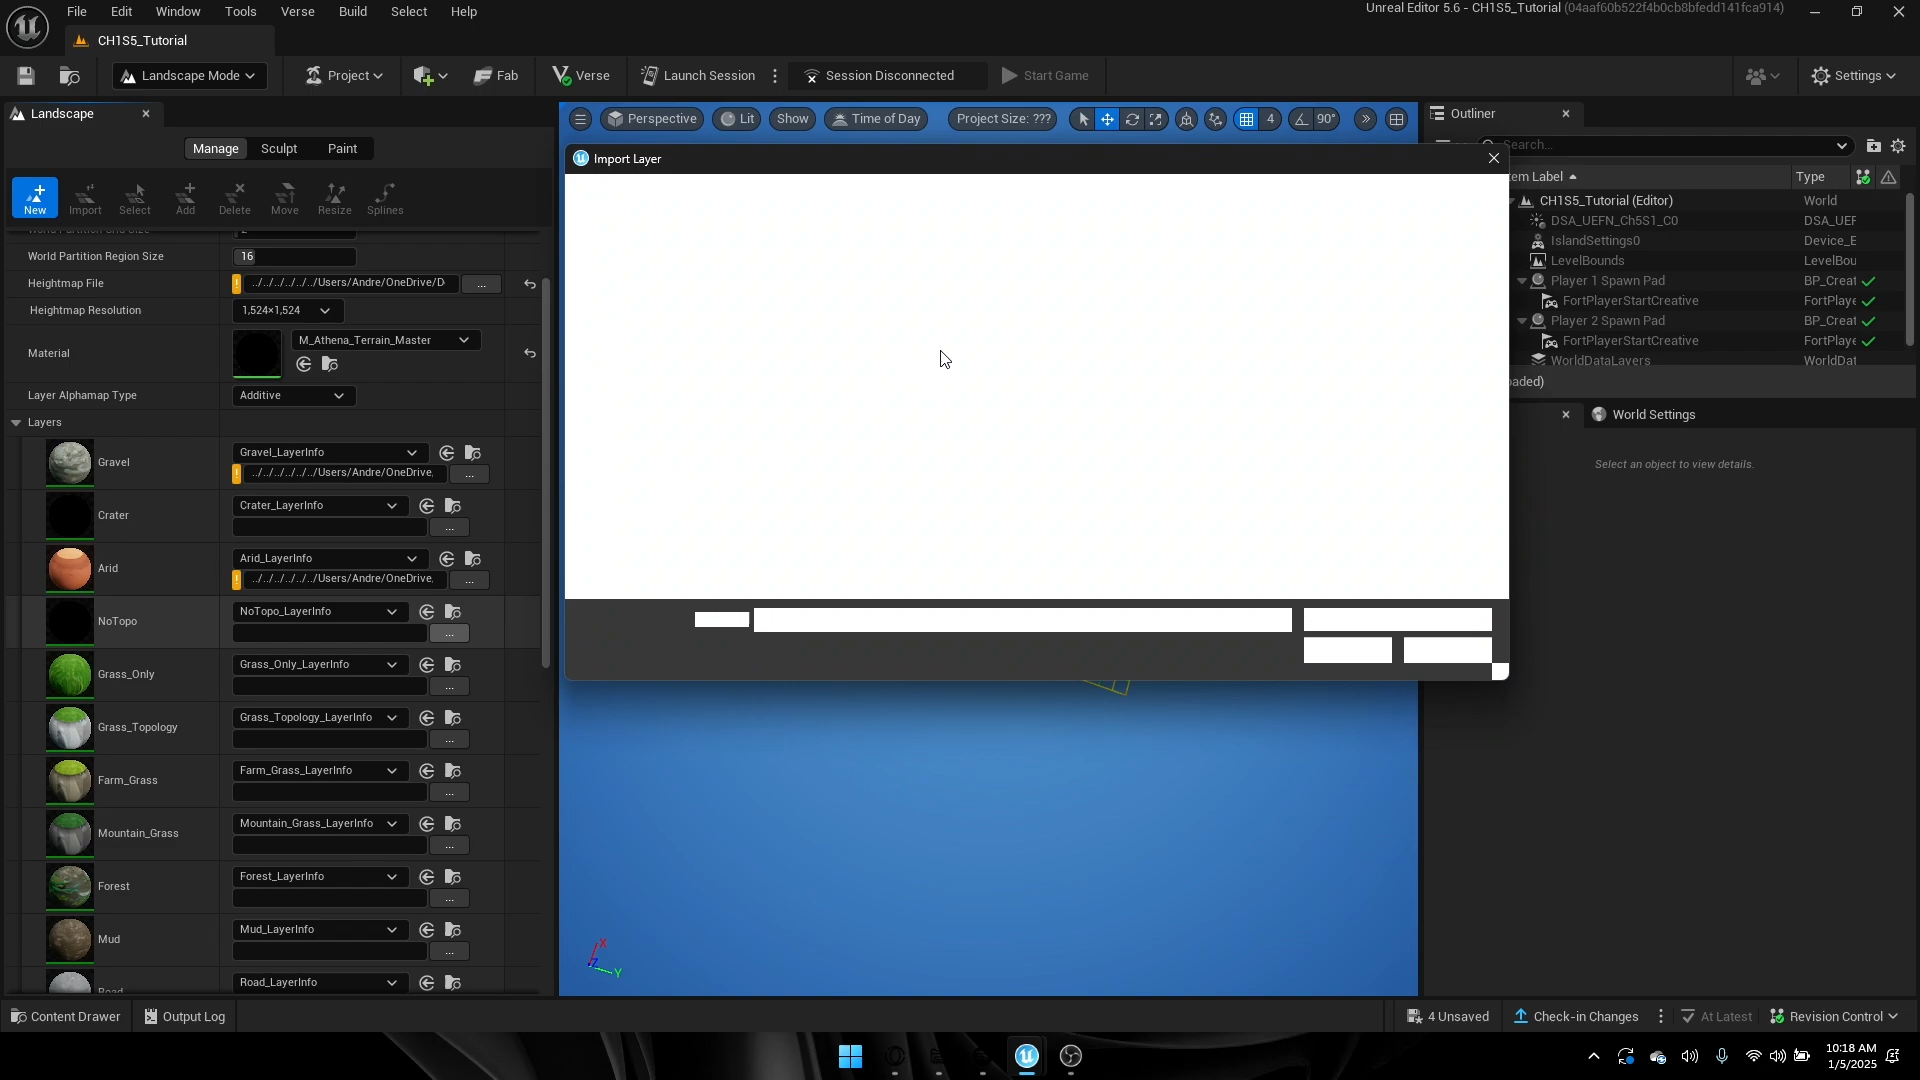 File Edit Window Tools Verse Build Select Help
Unreal Editor 5.6 - CH1S5_Tutorial (04aaf60b522f4b0cb8bfedd141fca914)
CH1S5_Tutorial
Landscape Mode
Project
Fab
Verse
Launch Session
Session Disconnected
Start Game
Settings
Landscape
Manage Sculpt Paint
New Import Select Add Delete Move Resize Splines
World Partition Region Size 16
Heightmap File ../../../../../../Users/Andre/OneDrive/D ...
Heightmap Resolution 1,524×1,524
Material M_Athena_Terrain_Master
Layer Alphamap Type Additive
Layers
Gravel Gravel_LayerInfo
../../../../../../Users/Andre/OneDrive, ...
Crater Crater_LayerInfo
...
Arid Arid_LayerInfo
../../../../../../Users/Andre/OneDrive, ...
NoTopo NoTopo_LayerInfo
...
Grass_Only Grass_Only_LayerInfo
...
Grass_Topology Grass_Topology_LayerInfo
...
Farm_Grass Farm_Grass_LayerInfo
...
Mountain_Grass Mountain_Grass_LayerInfo
...
Forest Forest_LayerInfo
...
Mud Mud_LayerInfo
...
Road Road_LayerInfo
Perspective Lit Show Time of Day Project Size: ??? 4 90°
Import Layer
X
Z
Y
Outliner
Search...
em Label Type
CH1S5_Tutorial (Editor) World
DSA_UEFN_Ch5S1_C0 DSA_UEF
IslandSettings0 Device_E
LevelBounds LevelBou
Player 1 Spawn Pad BP_Creat
FortPlayerStartCreative FortPlaye
Player 2 Spawn Pad BP_Creat
FortPlayerStartCreative FortPlaye
WorldDataLayers WorldDat
oaded)
World Settings
Select an object to view details.
Content Drawer
Output Log
4 Unsaved
Check-in Changes
At Latest
Revision Control
10:18 AM
1/5/2025